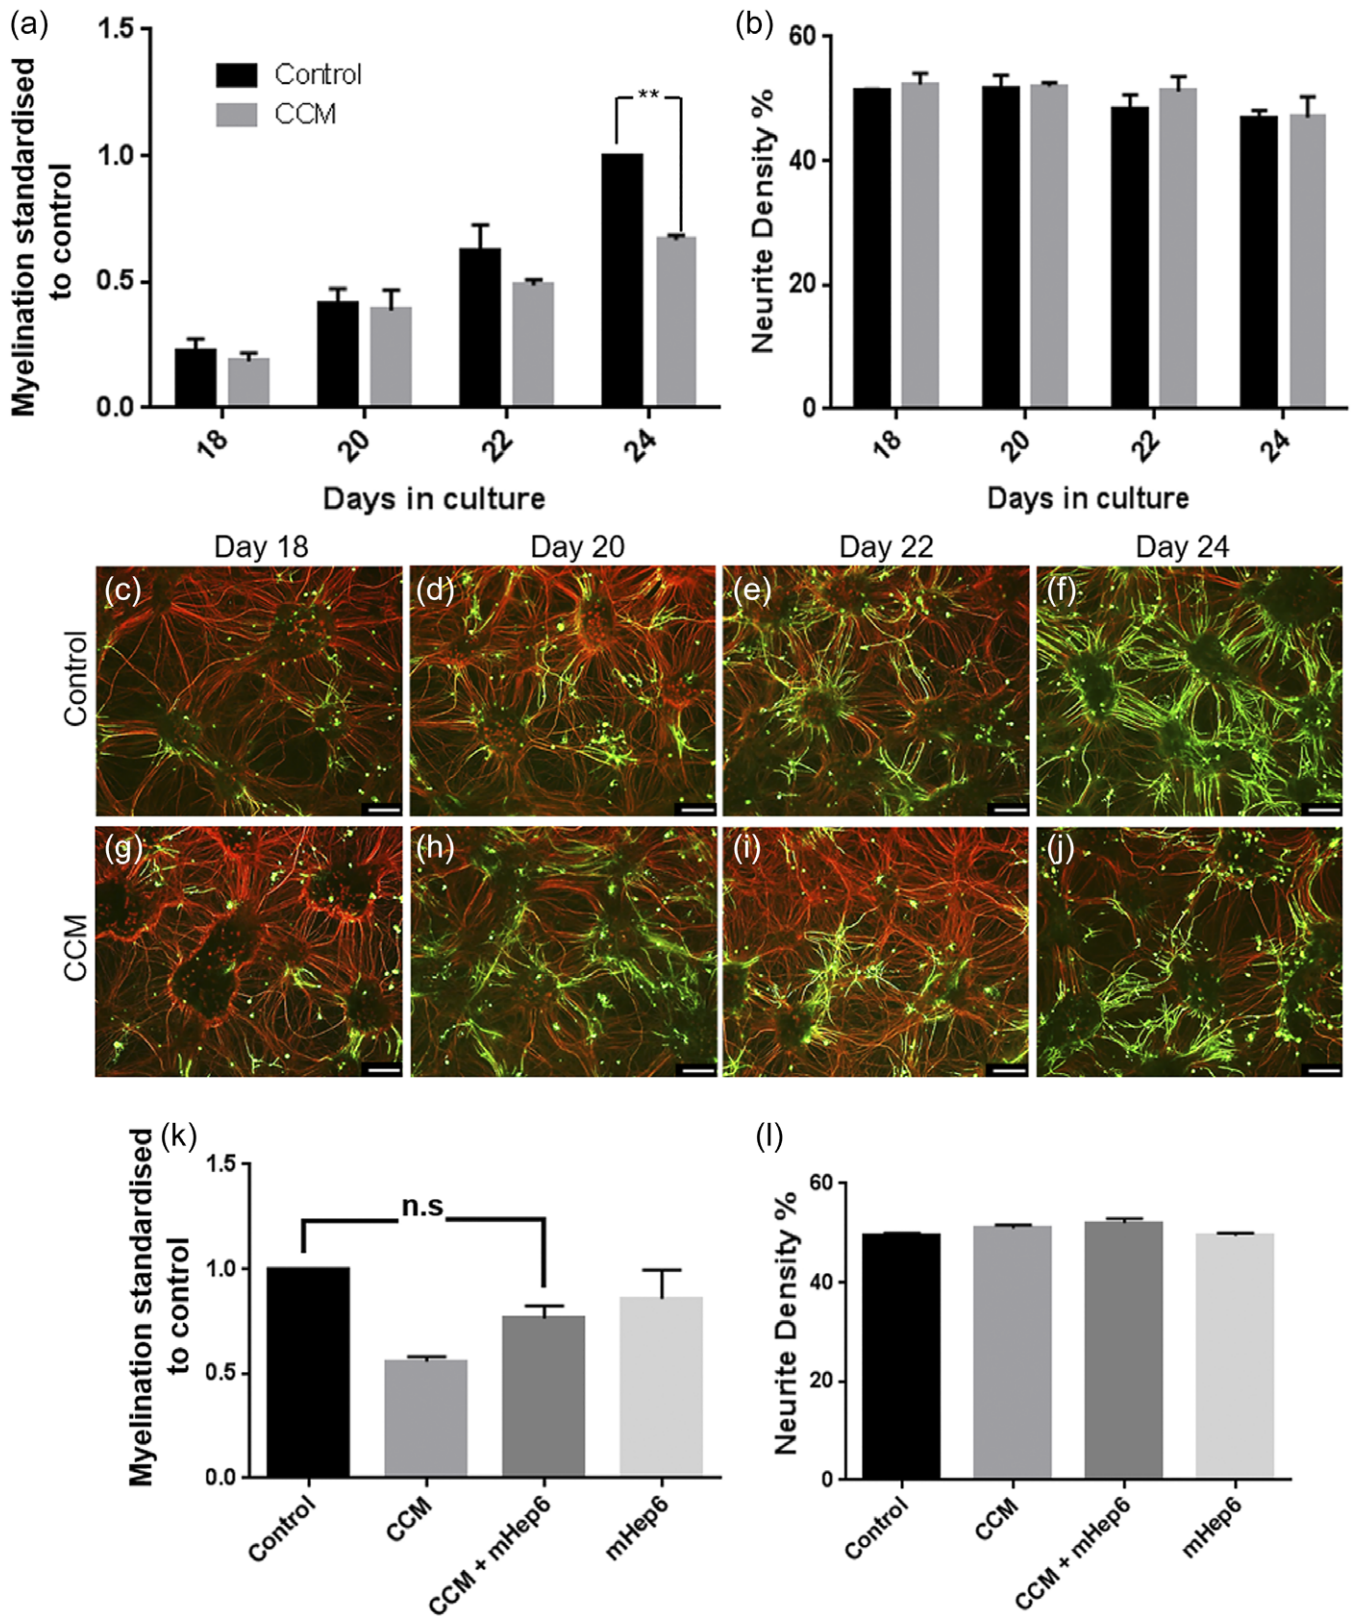 (a)
Myelination standardised
to control
1.5
1.0
0.5
0.0
Control
CCM
**
18
20
22
24
Days in culture
(b)
Neurite Density %
60
40
20
0
18
20
22
24
Days in culture
Day 18
Day 20
Day 22
Day 24
Control
(c)
(d)
(e)
(f)
CCM
(g)
(h)
(i)
(j)
(k)
Myelination standardised
to control
1.5
1.0
0.5
0.0
n.s
Control
CCM
CCM + mHep6
mHep6
(l)
Neurite Density %
60
40
20
0
Control
CCM
CCM + mHep6
mHep6